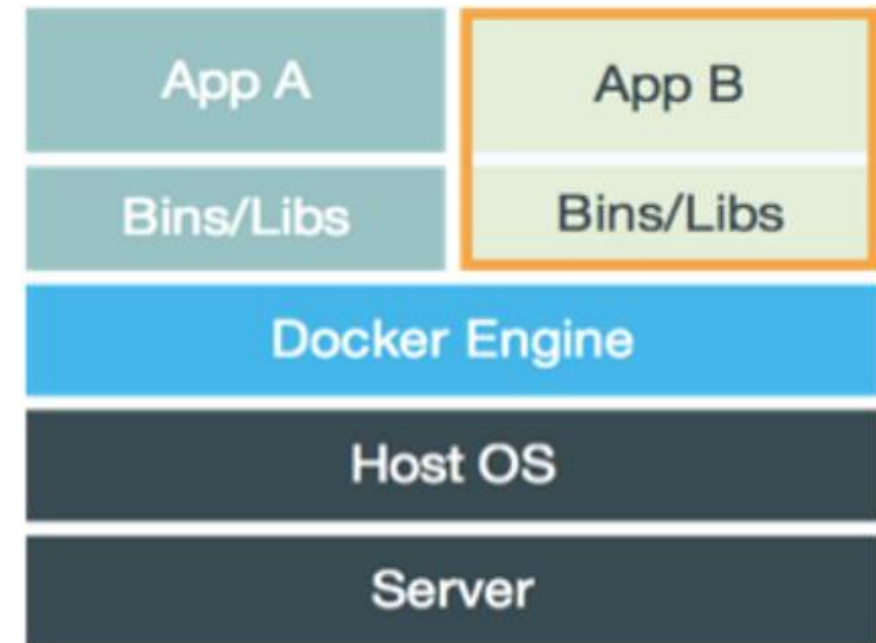 App A
App B
Bins/Libs
Bins/Libs
Docker Engine
Host OS
Server